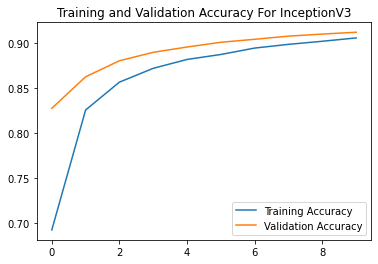 Training and Validation Accuracy For InceptionV3
0.90
0.85
0.80
0.75
0.70
Training Accuracy
Validation Accuracy
0 2 4 6 8